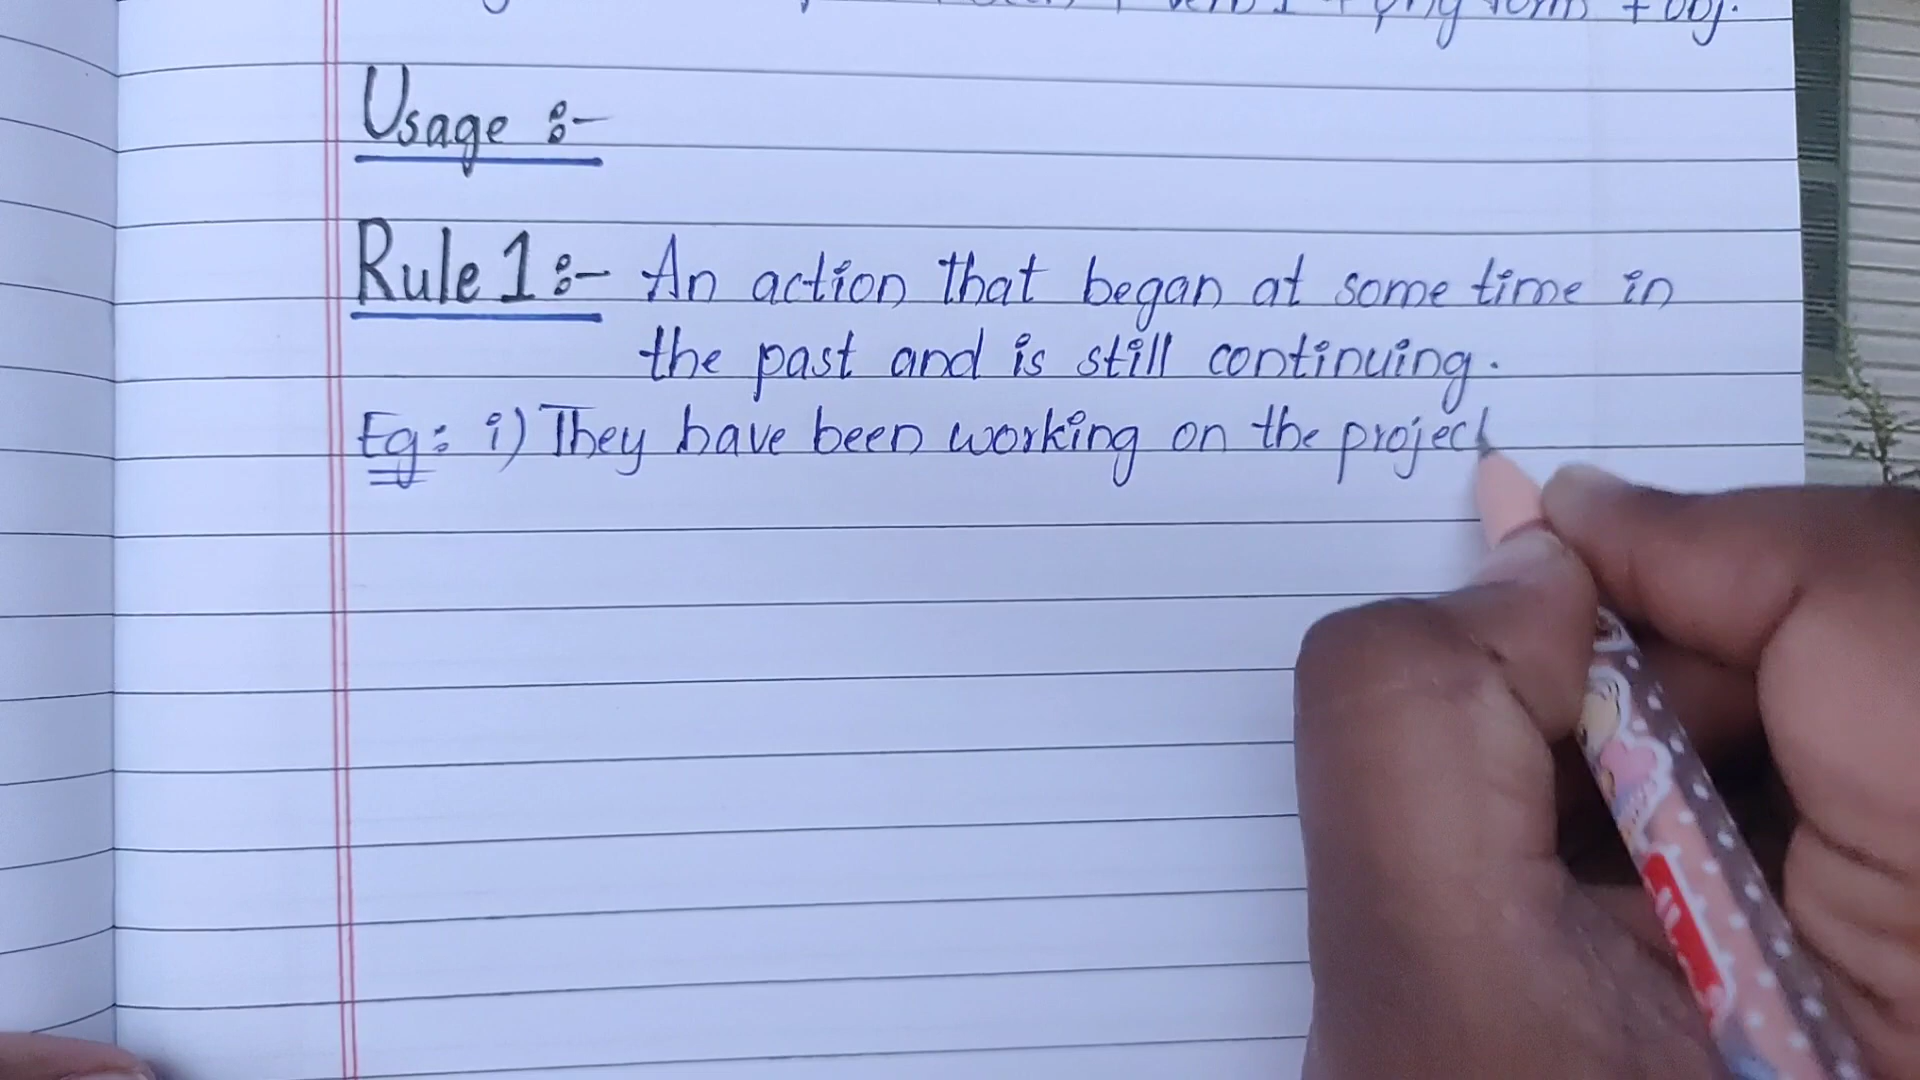 + obj.
Usage :-
Rule 1 :- An action that began at some time in
the past and is still continuing.
Eg: i) They have been working on the project